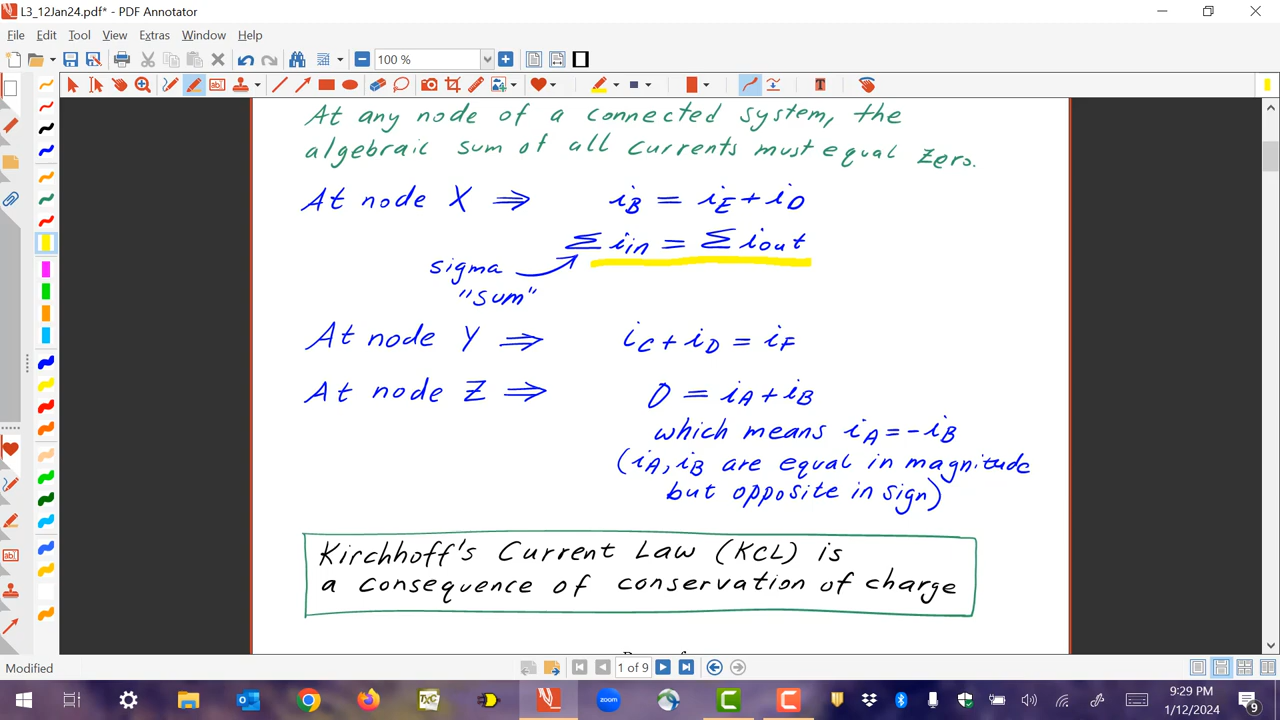 L3_12Jan24.pdf* - PDF Annotator
File Edit Tool View Extras Window Help
100 %
At any node of a connected system, the
algebraic sum of all currents must equal zero.
At node X ⇒ iB = iE + iD
Σ iin = Σ iout
sigma
"sum"
At node Y ⇒ iC + iD = iF
At node Z ⇒ 0 = iA + iB
which means iA = -iB
(iA, iB are equal in magnitude
but opposite in sign)
Kirchhoff's Current Law (KCL) is
a consequence of conservation of charge
Modified
1 of 9
zoom
9:29 PM
1/12/2024
9